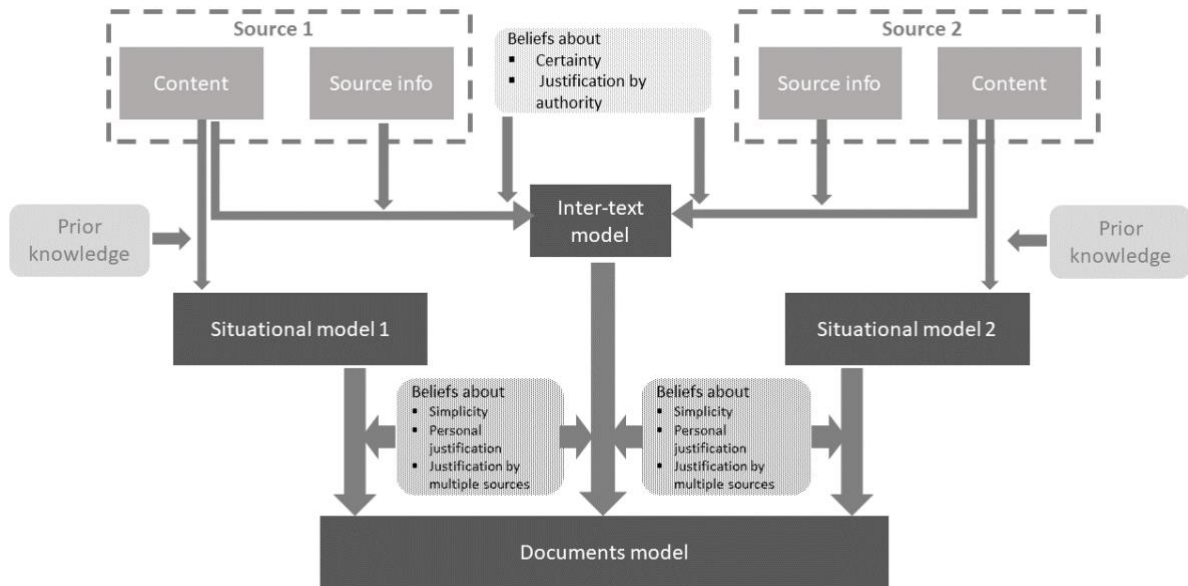 Source 1
Content
Source info
Beliefs about
▪ Certainty
▪ Justification by
authority
Source 2
Source info
Content
Prior
knowledge
Inter-text
model
Prior
knowledge
Situational model 1
Situational model 2
Beliefs about
▪ Simplicity
▪ Personal
justification
▪ Justification by
multiple sources
Beliefs about
▪ Simplicity
▪ Personal
justification
▪ Justification by
multiple sources
Documents model